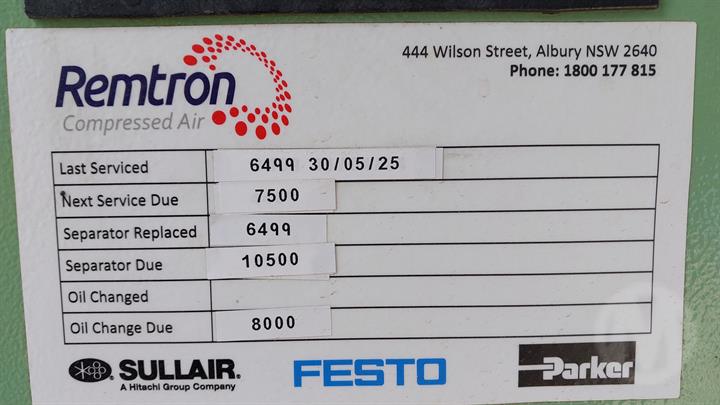 Remtron
Compressed Air
444 Wilson Street, Albury NSW 2640
Phone: 1800 177 815
Last Serviced 6499 30/05/25
Next Service Due 7500
Separator Replaced 6499
Separator Due 10500
Oil Changed
Oil Change Due 8000
SULLAIR.
A Hitachi Group Company
FESTO
Parker